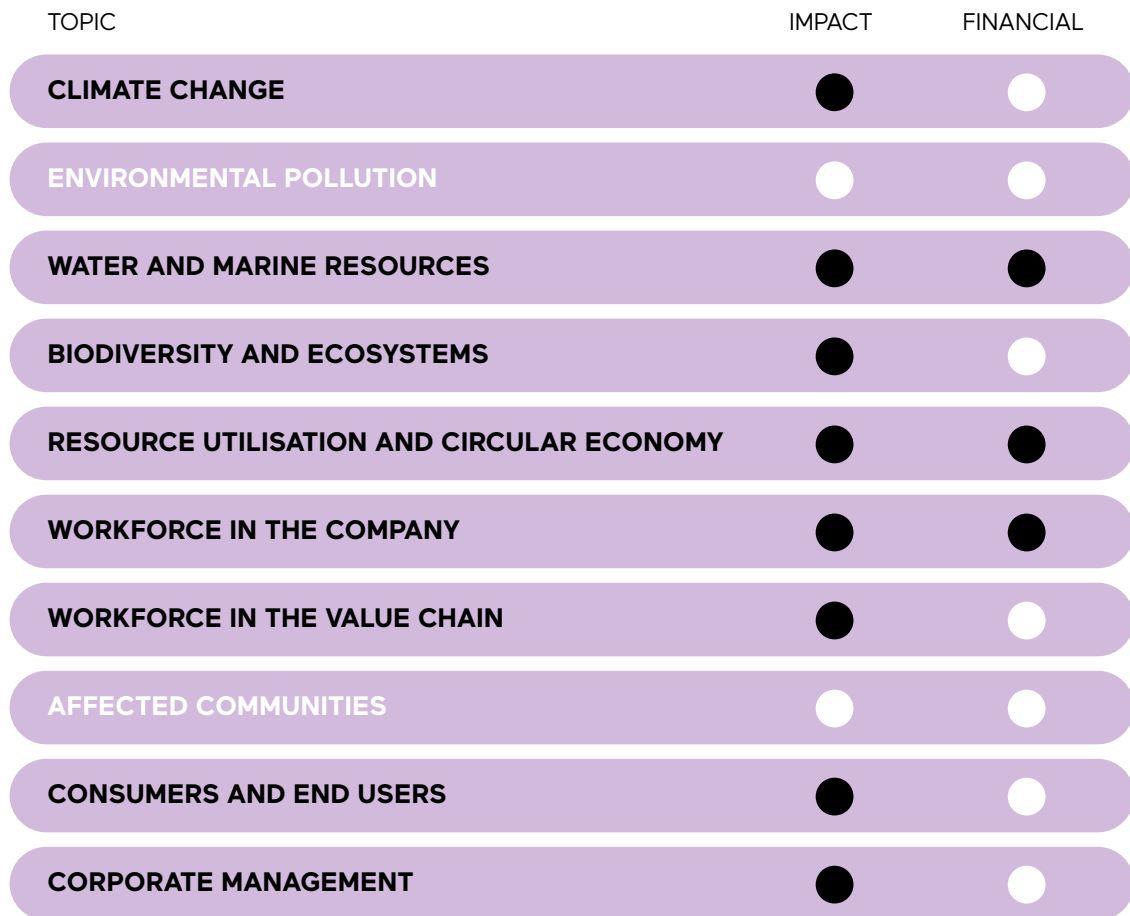 TOPIC IMPACT FINANCIAL
CLIMATE CHANGE
ENVIRONMENTAL POLLUTION
WATER AND MARINE RESOURCES
BIODIVERSITY AND ECOSYSTEMS
RESOURCE UTILISATION AND CIRCULAR ECONOMY
WORKFORCE IN THE COMPANY
WORKFORCE IN THE VALUE CHAIN
AFFECTED COMMUNITIES
CONSUMERS AND END USERS
CORPORATE MANAGEMENT